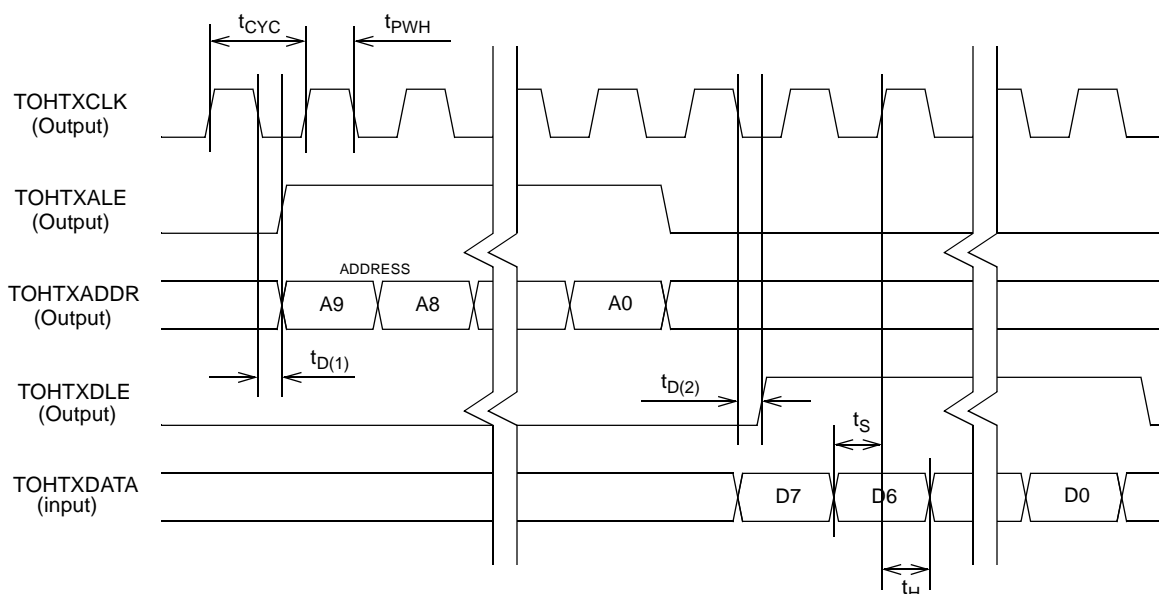 tCYC
tPWH
TOHTXCLK
(Output)
TOHTXALE
(Output)
ADDRESS
TOHTXADDR
(Output)
A9
A8
A0
tD(1)
TOHTXDLE
(Output)
tD(2)
tS
TOHTXDATA
(input)
D7
D6
D0
tH